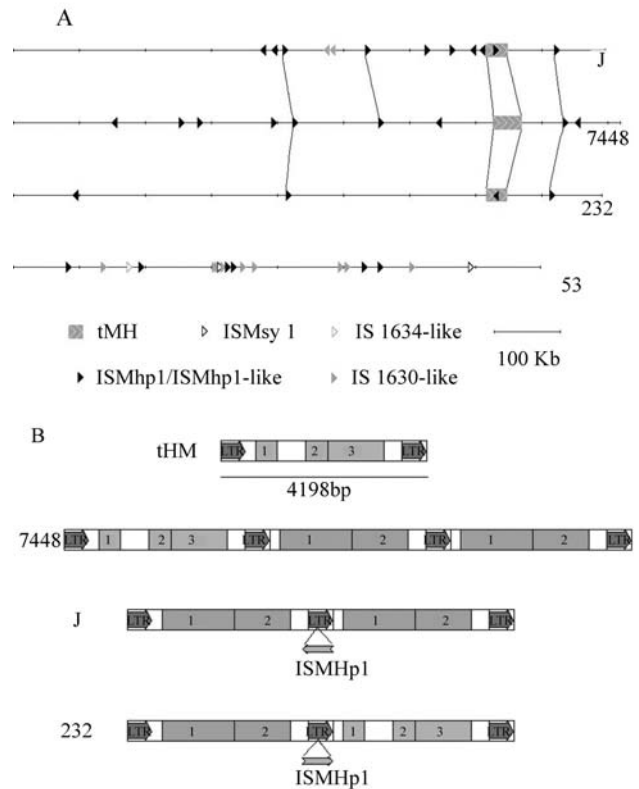 A
J
7448
232
53
tMH
ISMsy 1
IS 1634-like
100 Kb
ISMhp1/ISMhp1-like
IS 1630-like
B
tHM
LTR 1 2 3 LTR
4198bp
7448 LTR 1 2 3 LTR 1 2 LTR 1 2 LTR
J LTR 1 2 LTR 1 2 LTR
ISMHp1
232 LTR 1 2 LTR 1 2 3 LTR
ISMHp1